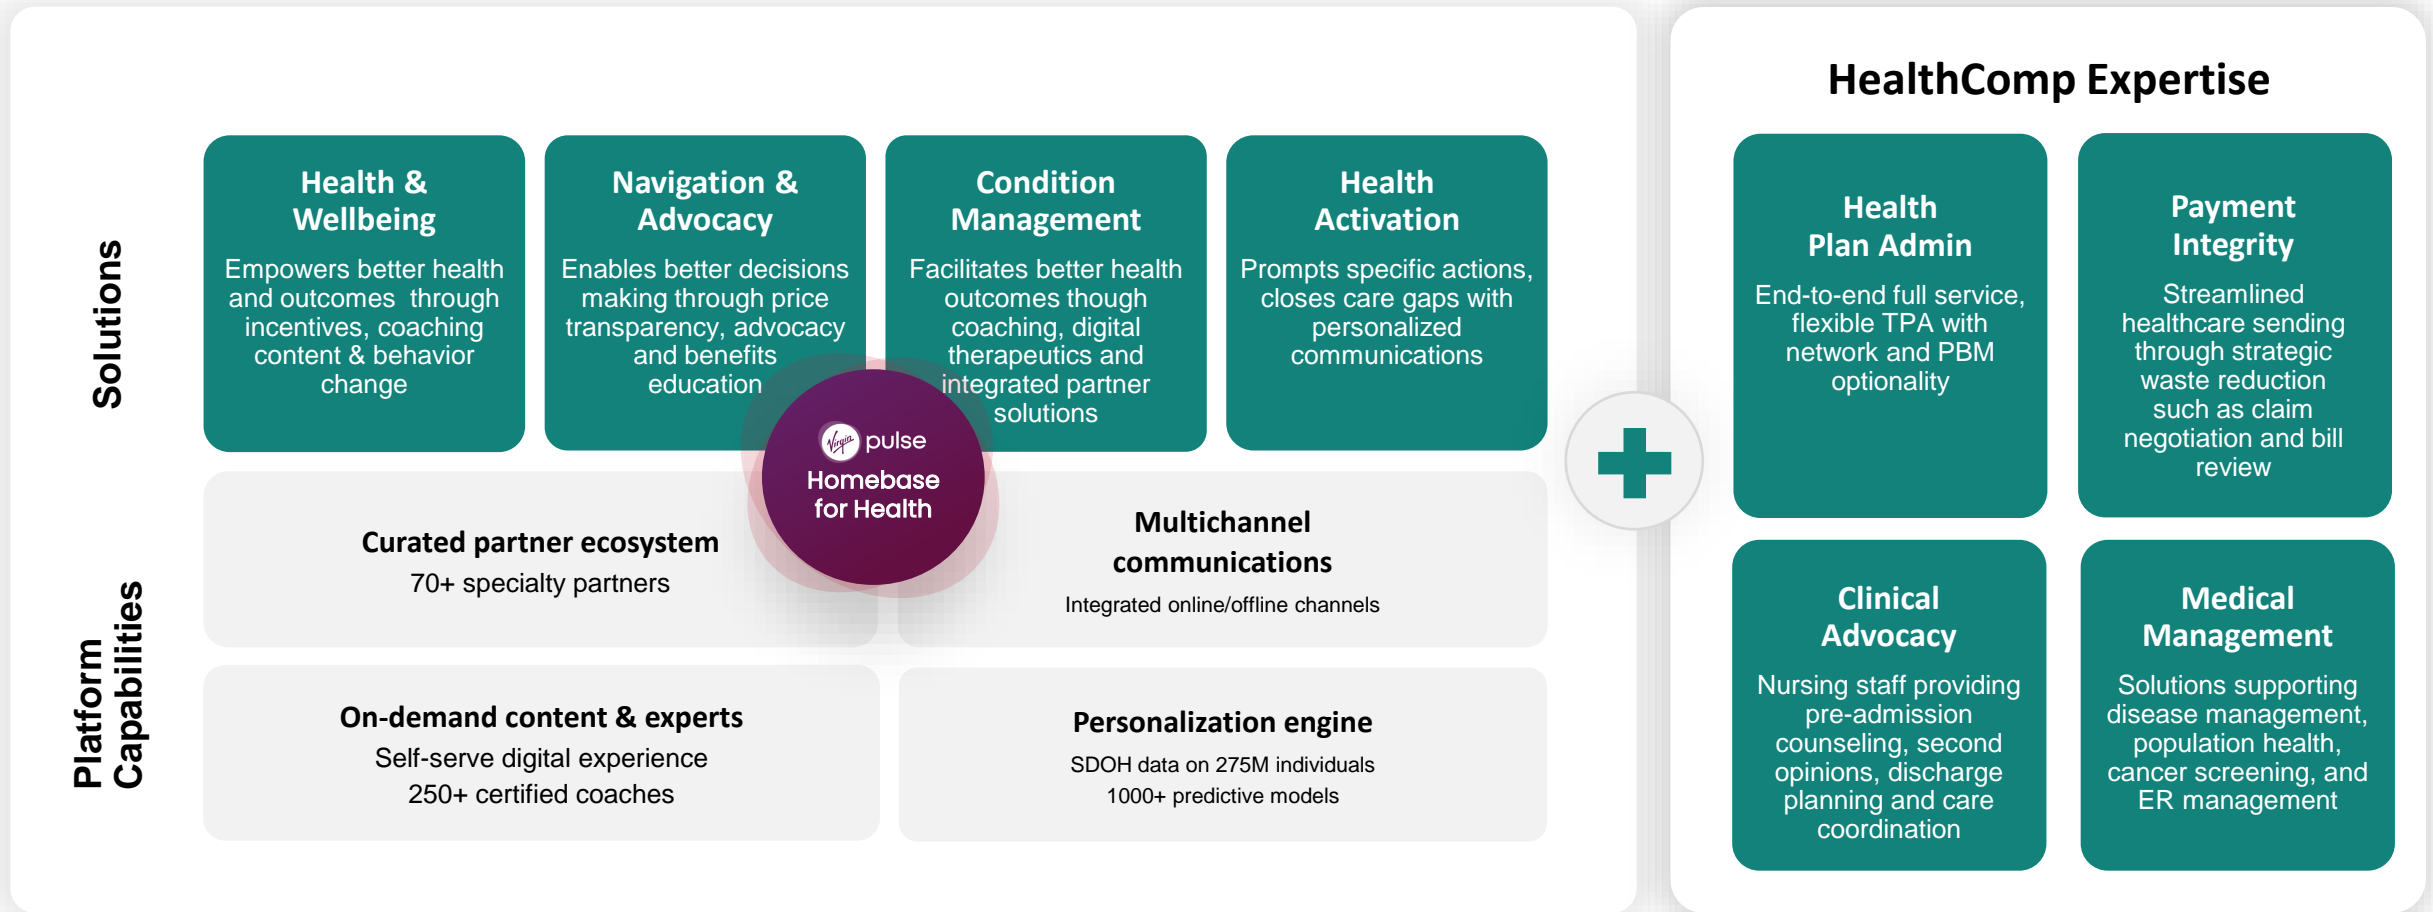 Solutions
Health &
Wellbeing
Empowers better health
and outcomes through
incentives, coaching
content & behavior
change
Navigation &
Advocacy
Enables better decisions
making through price
transparency, advocacy
and benefits
education
Condition
Management
Facilitates better health
outcomes though
coaching, digital
therapeutics and
integrated partner
solutions
Health
Activation
Prompts specific actions,
closes care gaps with
personalized
communications
Virgin pulse
Homebase
for Health
Platform
Capabilities
Curated partner ecosystem
70+ specialty partners
Multichannel
communications
Integrated online/offline channels
On-demand content & experts
Self-serve digital experience
250+ certified coaches
Personalization engine
SDOH data on 275M individuals
1000+ predictive models
HealthComp Expertise
Health
Plan Admin
End-to-end full service,
flexible TPA with
network and PBM
optionality
Payment
Integrity
Streamlined
healthcare sending
through strategic
waste reduction
such as claim
negotiation and bill
review
Clinical
Advocacy
Nursing staff providing
pre-admission
counseling, second
opinions, discharge
planning and care
coordination
Medical
Management
Solutions supporting
disease management,
population health,
cancer screening, and
ER management